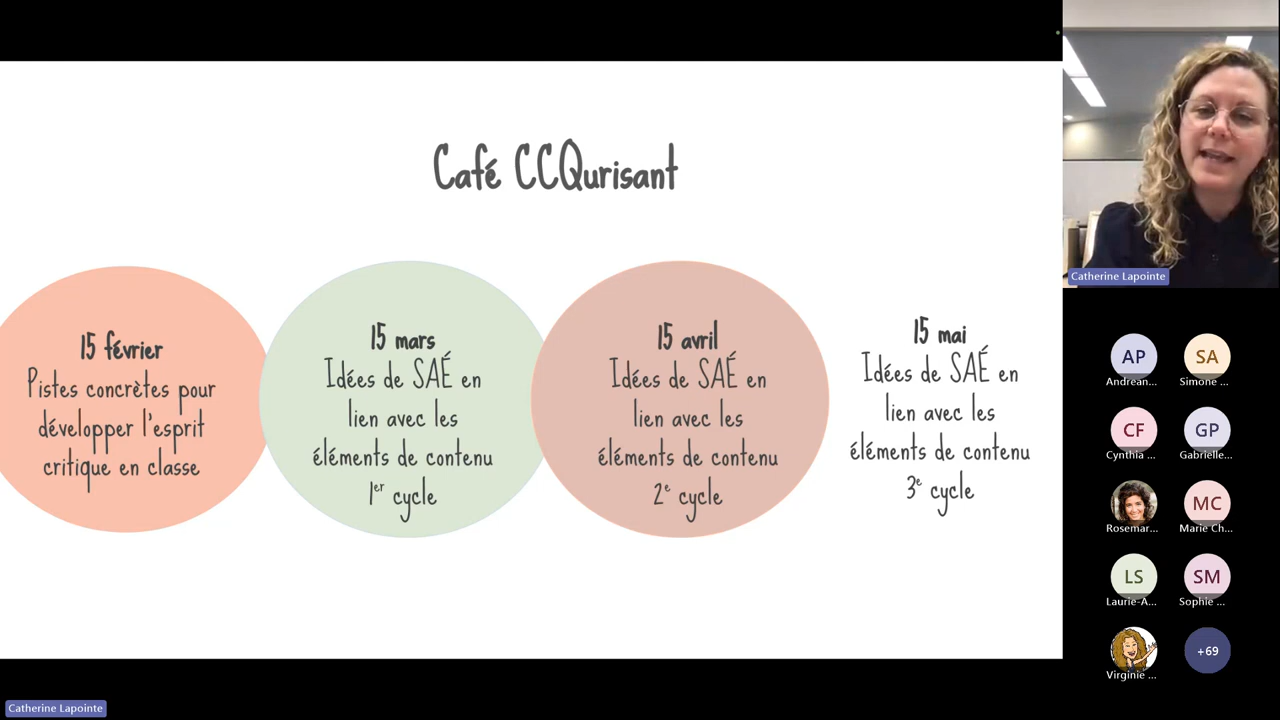 Café CCQurisant
15 février
Pistes concrètes pour
développer l'esprit
critique en classe
15 mars
Idées de SAÉ en
lien avec les
éléments de contenu
1er cycle
15 avril
Idées de SAÉ en
lien avec les
éléments de contenu
2e cycle
15 mai
Idées de SAÉ en
lien avec les
éléments de contenu
3e cycle
Catherine Lapointe
AP
Andréan...
SA
Simone ...
CF
Cynthia ...
GP
Gabrielle...
Rosemar...
MC
Marie Ch...
LS
Laurie-A...
SM
Sophie ...
Virginie ...
+69
Catherine Lapointe